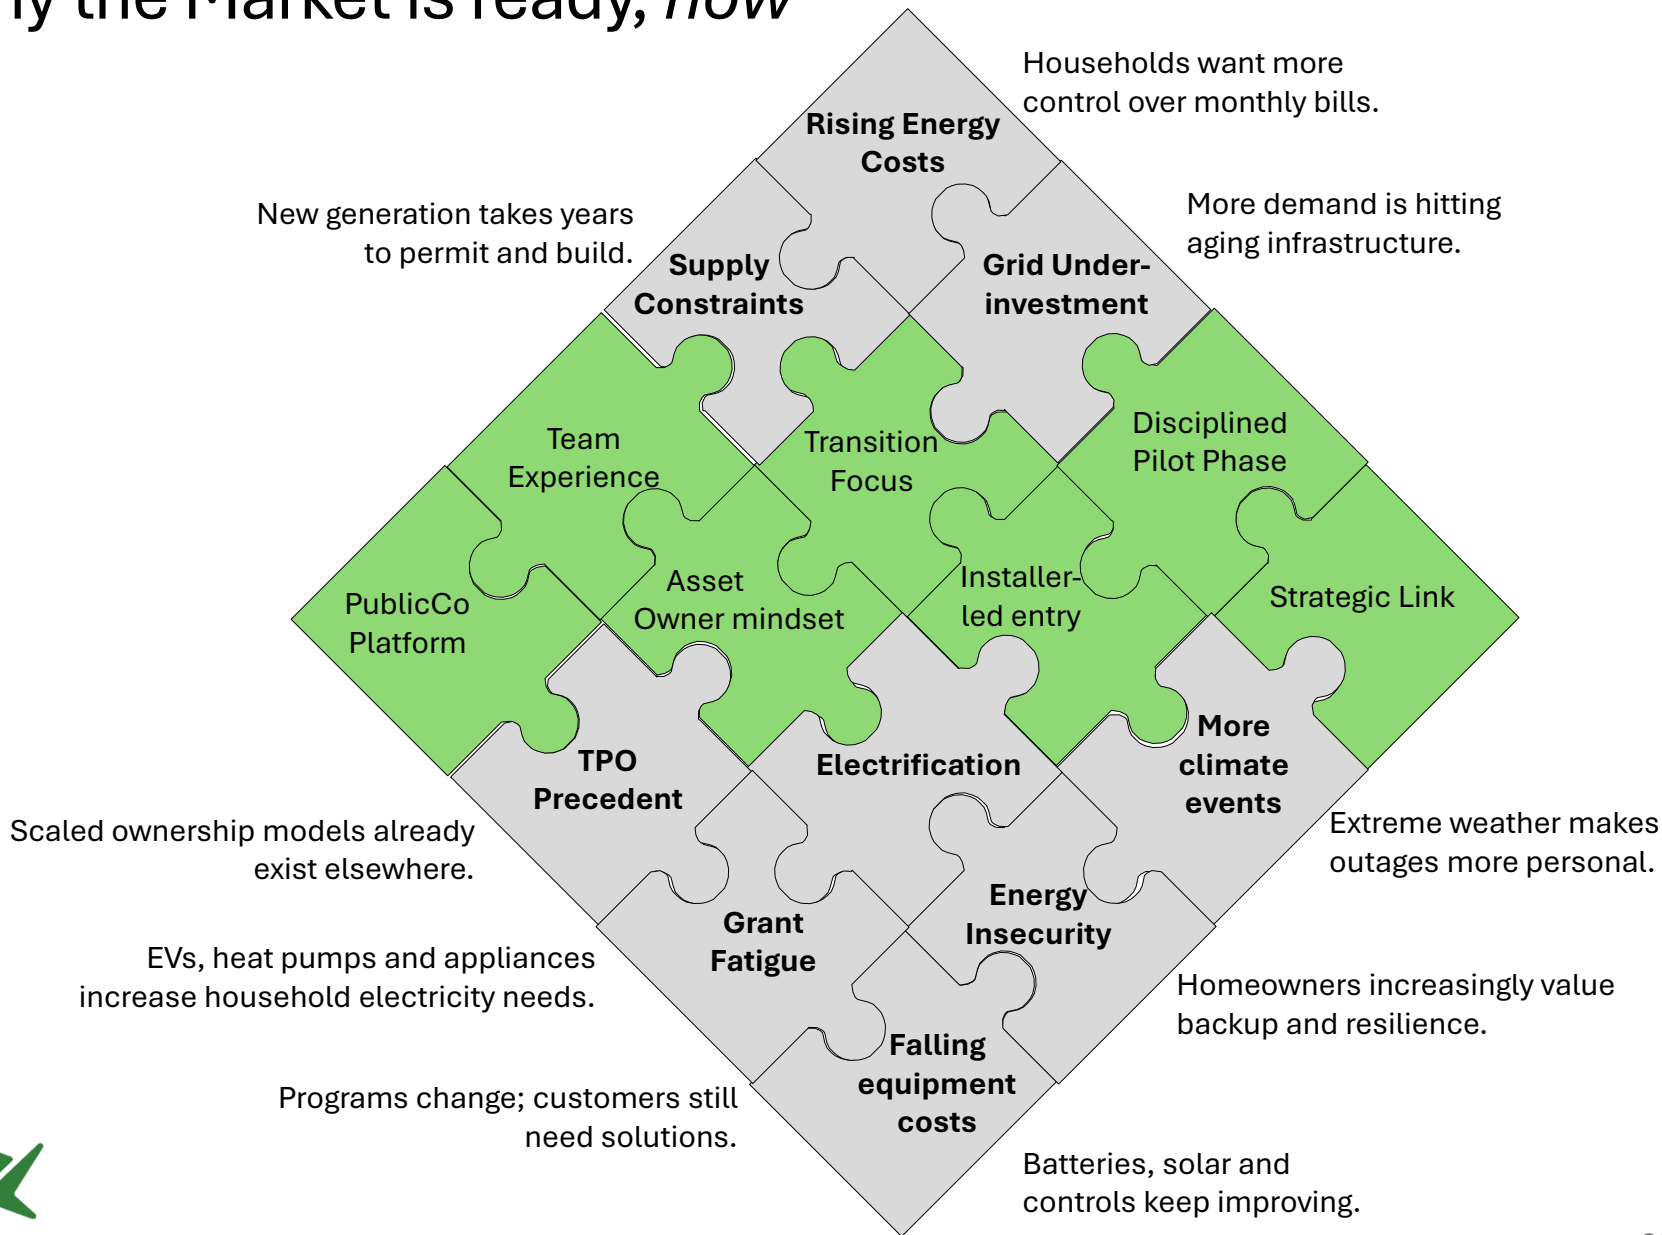 the Market is ready, now
Households want more
control over monthly bills.
Rising Energy
Costs
New generation takes years
to permit and build.
More demand is hitting
aging infrastructure.
Supply
Constraints
Grid Under-
investment
Team
Experience
Transition
Focus
Disciplined
Pilot Phase
PublicCo
Platform
Asset
Owner mindset
Installer-
led entry
Strategic Link
TPO
Precedent
Electrification
More
climate
events
Scaled ownership models already
exist elsewhere.
Extreme weather makes
outages more personal.
Grant
Fatigue
Energy
Insecurity
EVs, heat pumps and appliances
increase household electricity needs.
Homeowners increasingly value
backup and resilience.
Falling
equipment
costs
Programs change; customers still
need solutions.
Batteries, solar and
controls keep improving.